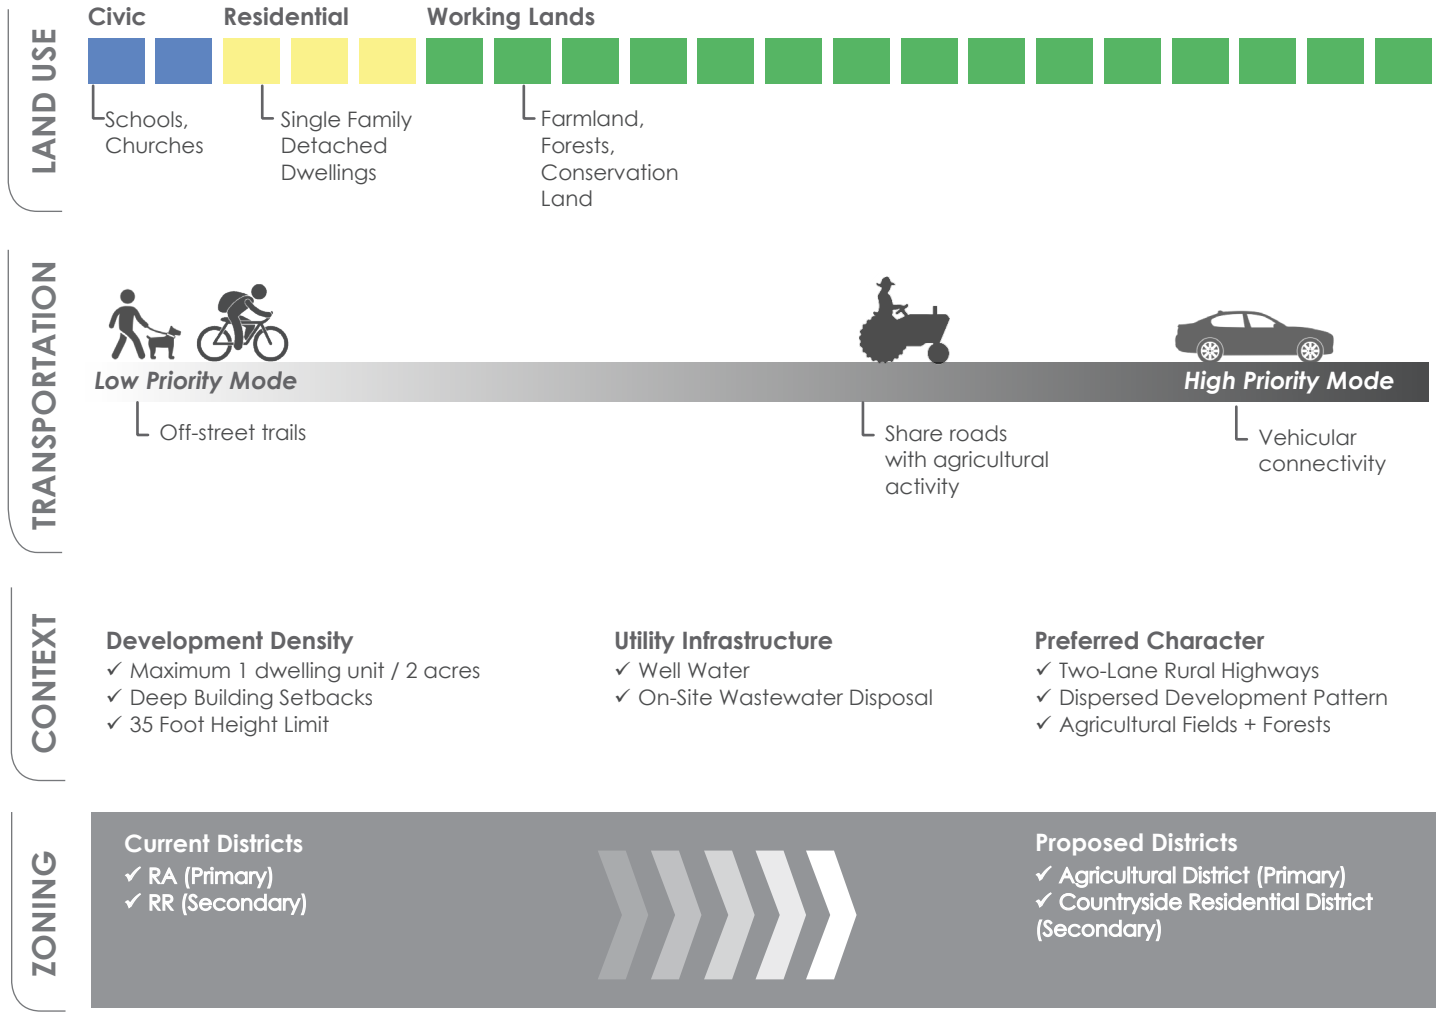 LAND USE
Civic
Residential
Working Lands
Schools,
Churches
Single Family
Detached
Dwellings
Farmland,
Forests,
Conservation
Land
TRANSPORTATION
Low Priority Mode
High Priority Mode
Off-street trails
Share roads
with agricultural
activity
Vehicular
connectivity
CONTEXT
Development Density
✓ Maximum 1 dwelling unit / 2 acres
✓ Deep Building Setbacks
✓ 35 Foot Height Limit
Utility Infrastructure
✓ Well Water
✓ On-Site Wastewater Disposal
Preferred Character
✓ Two-Lane Rural Highways
✓ Dispersed Development Pattern
✓ Agricultural Fields + Forests
ZONING
Current Districts
✓ RA (Primary)
✓ RR (Secondary)
Proposed Districts
✓ Agricultural District (Primary)
✓ Countryside Residential District
(Secondary)